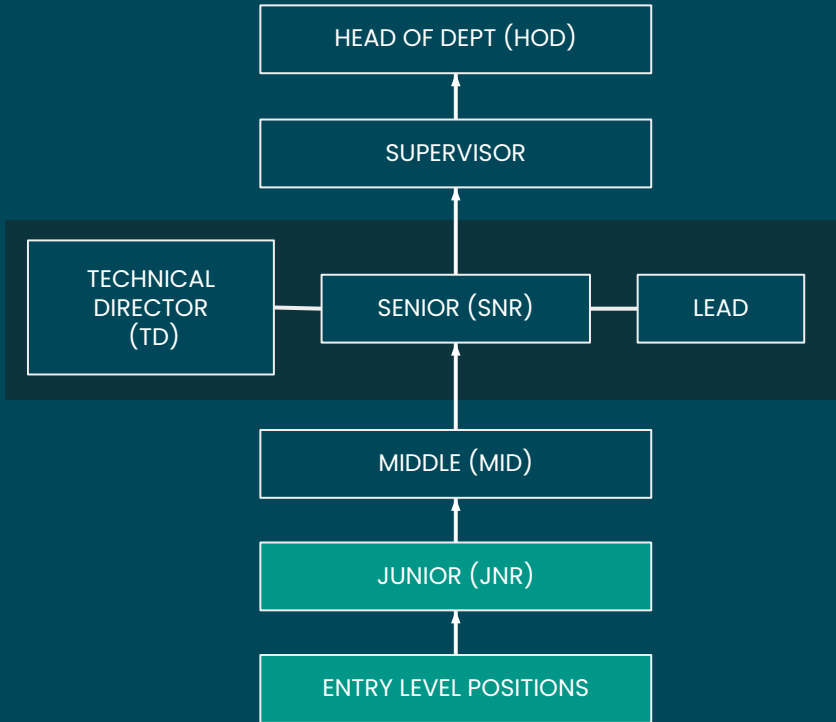 HEAD OF DEPT (HOD)
SUPERVISOR
TECHNICAL
DIRECTOR
(TD)
SENIOR (SNR)
LEAD
MIDDLE (MID)
JUNIOR (JNR)
ENTRY LEVEL POSITIONS